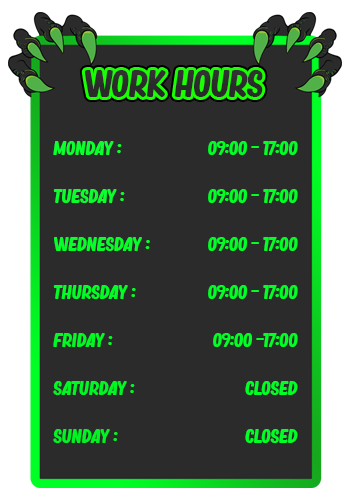 WORK HOURS
MONDAY : 09:00 - 17:00
TUESDAY : 09:00 - 17:00
WEDNESDAY : 09:00 - 17:00
THURSDAY : 09:00 - 17:00
FRIDAY : 09:00 -17:00
SATURDAY : CLOSED
SUNDAY : CLOSED